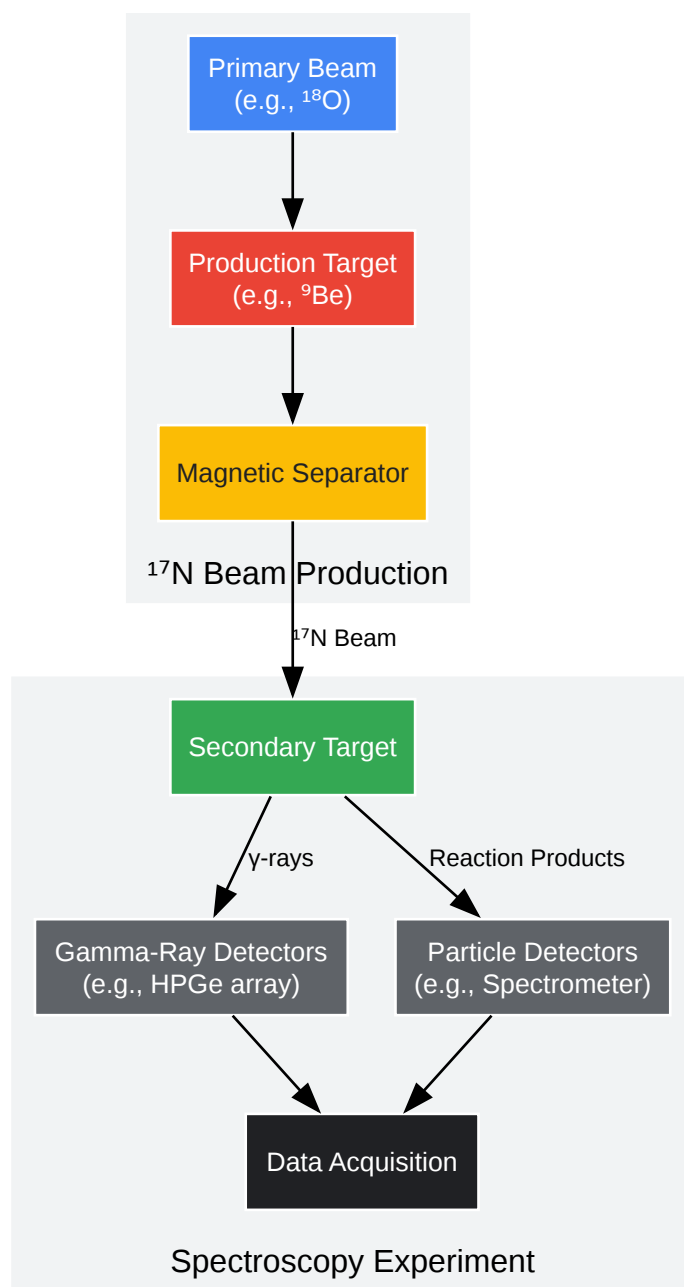 Primary Beam
(e.g., ¹⁸O)
Production Target
(e.g., ⁹Be)
Magnetic Separator
¹⁷N Beam Production
¹⁷N Beam
Secondary Target
γ-rays
Reaction Products
Gamma-Ray Detectors
(e.g., HPGe array)
Particle Detectors
(e.g., Spectrometer)
Data Acquisition
Spectroscopy Experiment